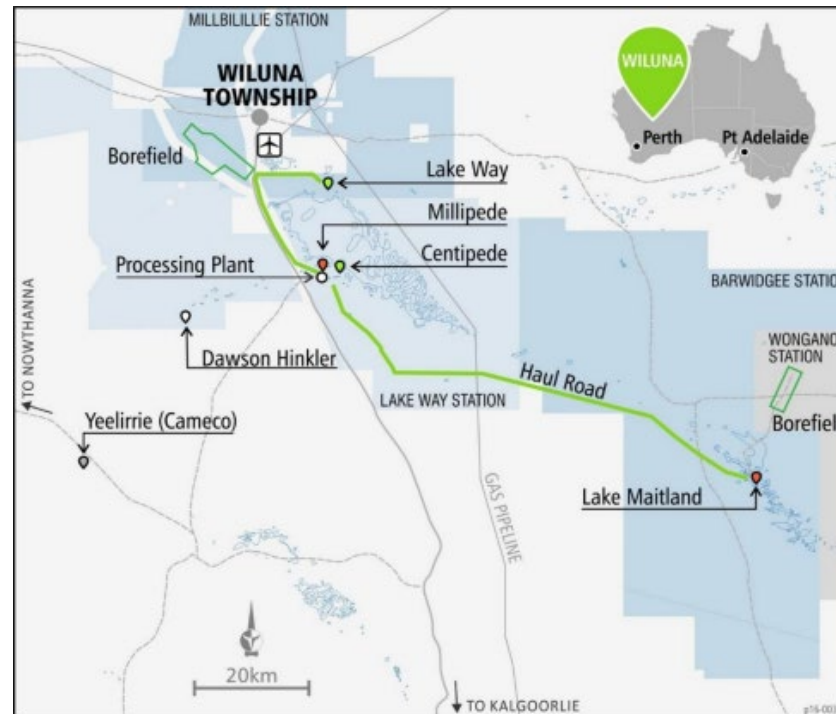 MILLBILILLIE STATION
WILUNA
TOWNSHIP
WILUNA
Perth
Pt Adelaide
Borefield
Lake Way
Millipede
Centipede
Processing Plant
BARWIDGEE STATIO
WONGANO
STATION
Dawson Hinkler
Haul Road
LAKE WAY STATION
TO NOWTHANNA
Borefiel
Yeelirrie (Cameco)
GAS PIPELINE
Lake Maitland
20km
TO KALGOORLIE